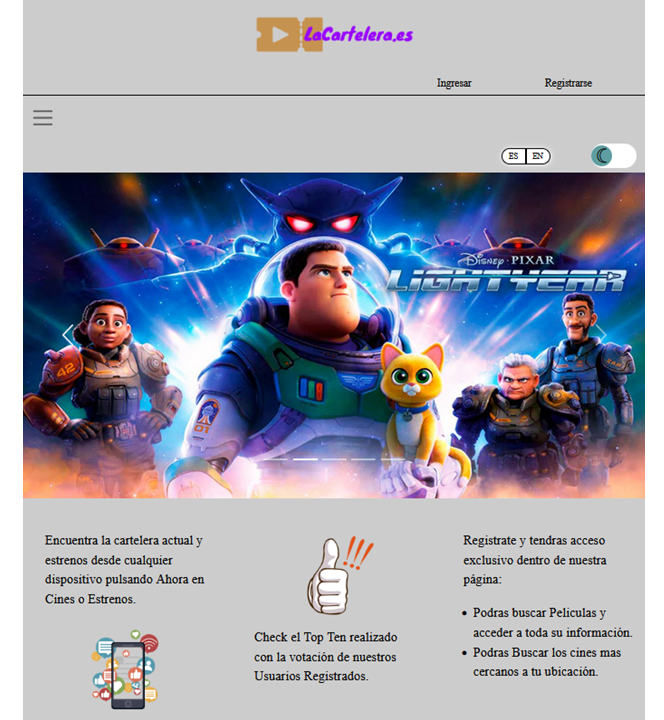 LaCartelera.es
Ingresar Registrarse
ES EN
Disney · PIXAR
LIGHTYEAR
42
01
Encuentra la cartelera actual y
estrenos desde cualquier
dispositivo pulsando Ahora en
Cines o Estrenos.
Check el Top Ten realizado
con la votación de nuestros
Usuarios Registrados.
Registrate y tendras acceso
exclusivo dentro de nuestra
página:
Podras buscar Peliculas y
acceder a toda su información.
Podras Buscar los cines mas
cercanos a tu ubicación.